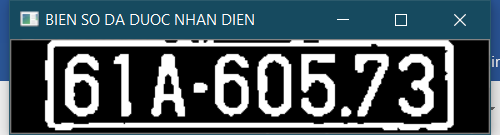 BIEN SO DA DUOC NHAN DIEN
61A-605.73